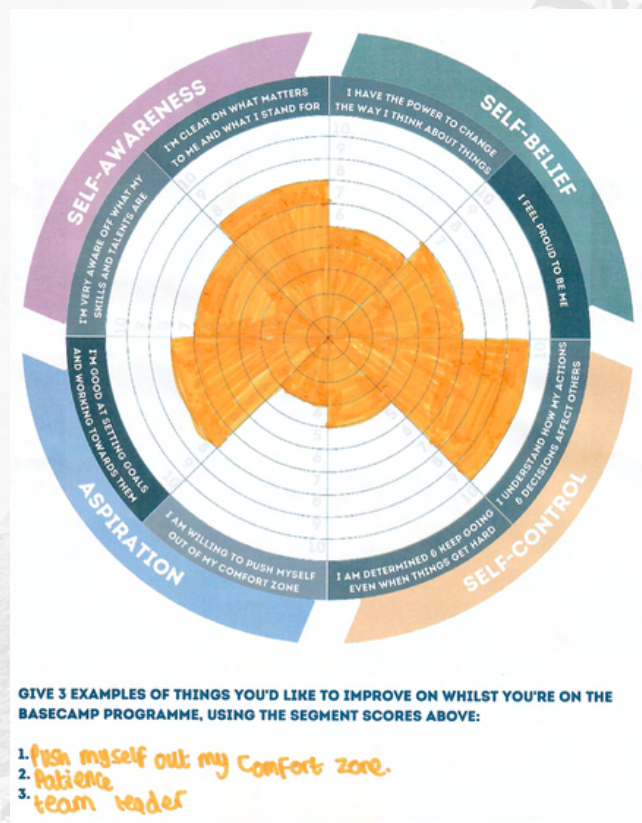 SELF-AWARENESS
I'M CLEAR ON WHAT MATTERS
TO ME AND WHAT I STAND FOR
I'M VERY AWARE OFF WHAT MY
SKILLS AND TALENTS ARE
SELF-BELIEF
I HAVE THE POWER TO CHANGE
THE WAY I THINK ABOUT THINGS
I FEEL PROUD TO BE ME
SELF-CONTROL
I UNDERSTAND HOW MY ACTIONS
& DECISIONS AFFECT OTHERS
I AM DETERMINED & KEEP GOING
EVEN WHEN THINGS GET HARD
ASPIRATION
I AM WILLING TO PUSH MYSELF
OUT OF MY COMFORT ZONE
I'M GOOD AT SETTING GOALS
AND WORKING TOWARDS THEM
GIVE 3 EXAMPLES OF THINGS YOU'D LIKE TO IMPROVE ON WHILST YOU'RE ON THE
BASECAMP PROGRAMME, USING THE SEGMENT SCORES ABOVE:
1. Push myself out my Comfort zone.
2. Patience
3. team